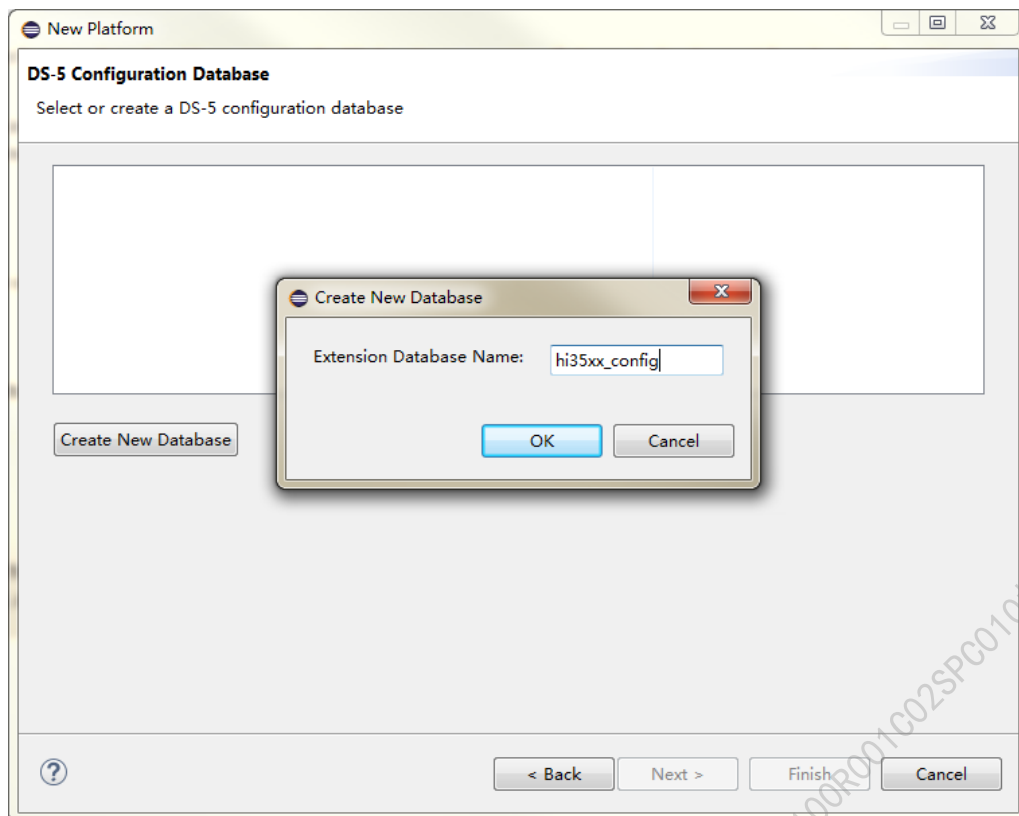 New Platform
DS-5 Configuration Database
Select or create a DS-5 configuration database
Create New Database
Extension Database Name: hi35xx_config
OK Cancel
Create New Database
< Back Next > Finish Cancel
00R001C02SPC010